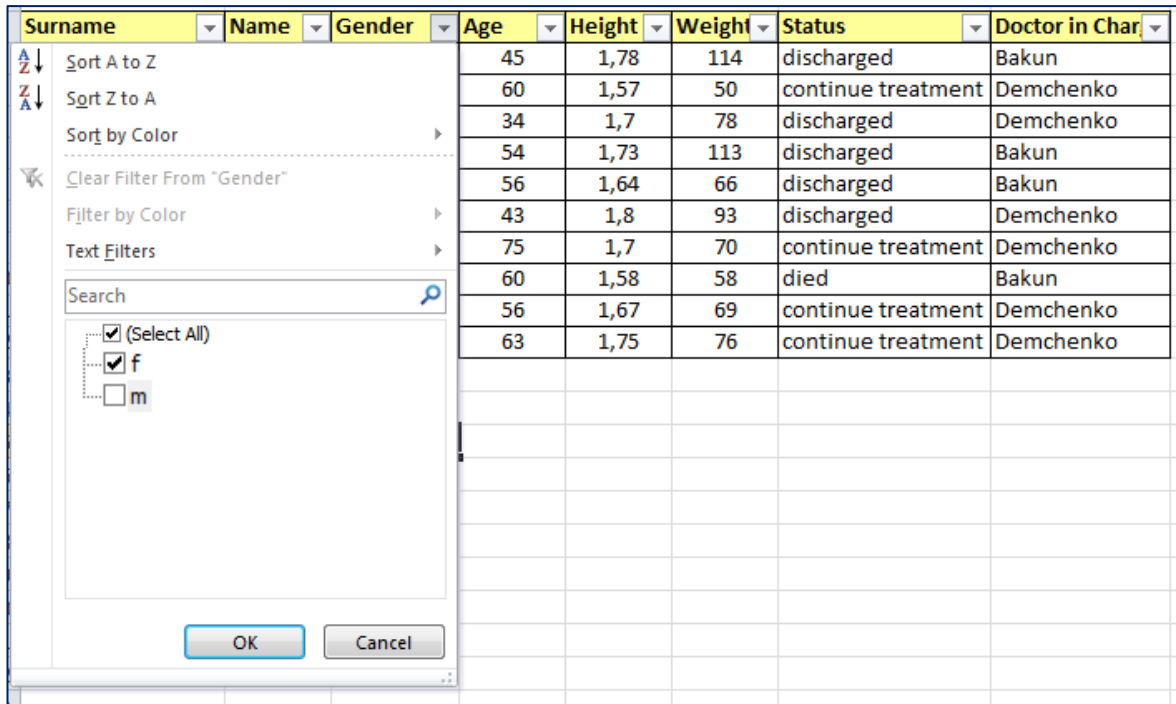 Surname Name Gender Age Height Weight Status Doctor in Char
Sort A to Z 45 1,78 114 discharged Bakun
Sort Z to A 60 1,57 50 continue treatment Demchenko
Sort by Color 34 1,7 78 discharged Demchenko
54 1,73 113 discharged Bakun
Clear Filter From "Gender" 56 1,64 66 discharged Bakun
Filter by Color 43 1,8 93 discharged Demchenko
Text Filters 75 1,7 70 continue treatment Demchenko
Search 60 1,58 58 died Bakun
56 1,67 69 continue treatment Demchenko
(Select All) 63 1,75 76 continue treatment Demchenko
f
m
OK Cancel